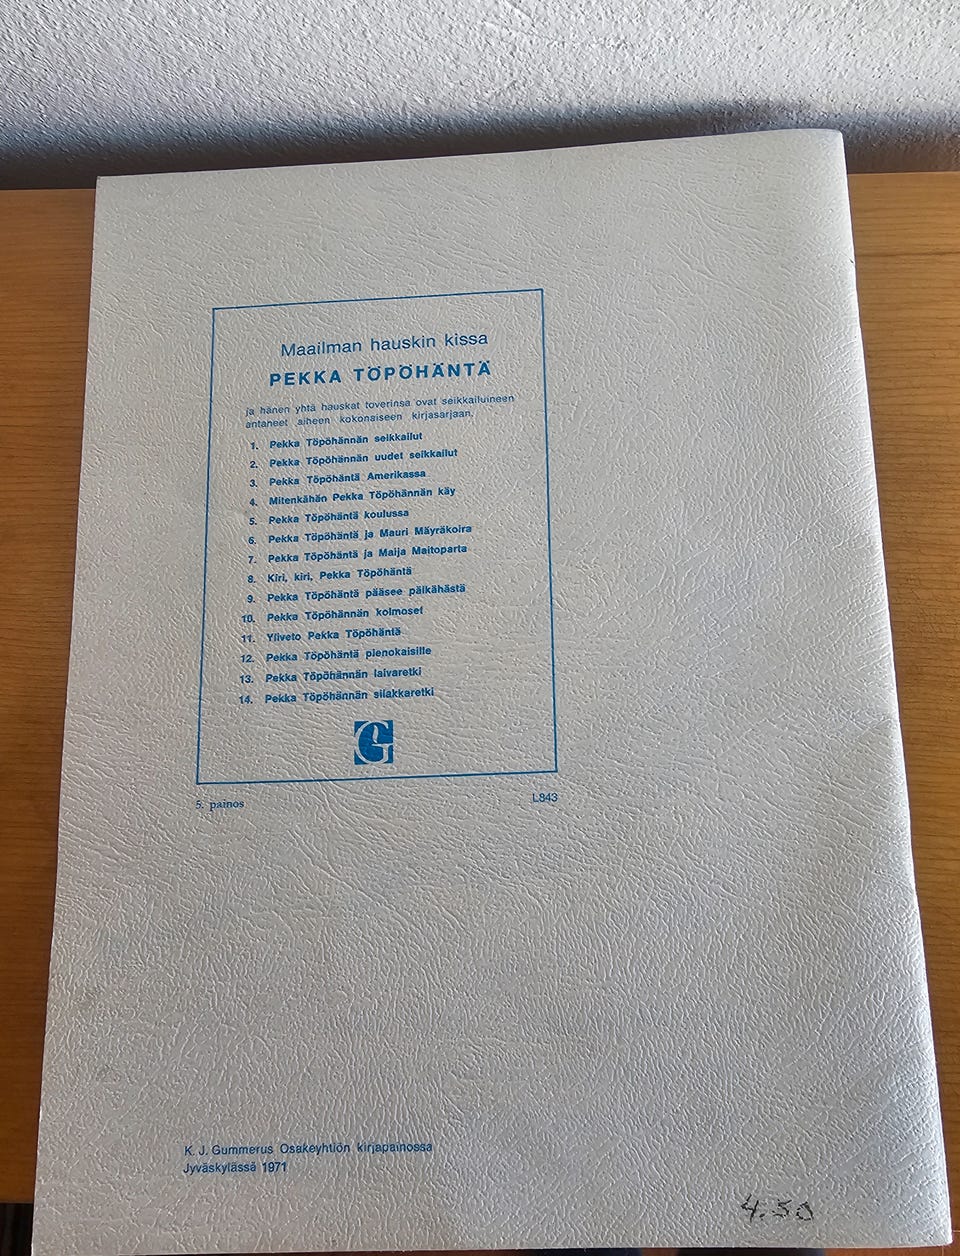 Maailman hauskin kissa
PEKKA TÖPÖHÄNTÄ
ja hänen yhtä hauskat toverinsa ovat seikkailuineen
antaneet aiheen kokonaiseen kirjasarjaan.
1. Pekka Töpöhännän seikkailut
2. Pekka Töpöhännän uudet seikkailut
3. Pekka Töpöhäntä Amerikassa
4. Mitenkähän Pekka Töpöhännän käy
5. Pekka Töpöhäntä koulussa
6. Pekka Töpöhäntä ja Mauri Mäyräkoira
7. Pekka Töpöhäntä ja Maija Maitoparta
8. Kiri, kiri, Pekka Töpöhäntä
9. Pekka Töpöhäntä pääsee pälkähästä
10. Pekka Töpöhännän kolmoset
11. Yliveto Pekka Töpöhäntä
12. Pekka Töpöhäntä pienokaisille
13. Pekka Töpöhännän laivaretki
14. Pekka Töpöhännän silakkaretki
G
5. painos L843
K. J. Gummerus Osakeyhtiön kirjapainossa
Jyväskylässä 1971
4.50